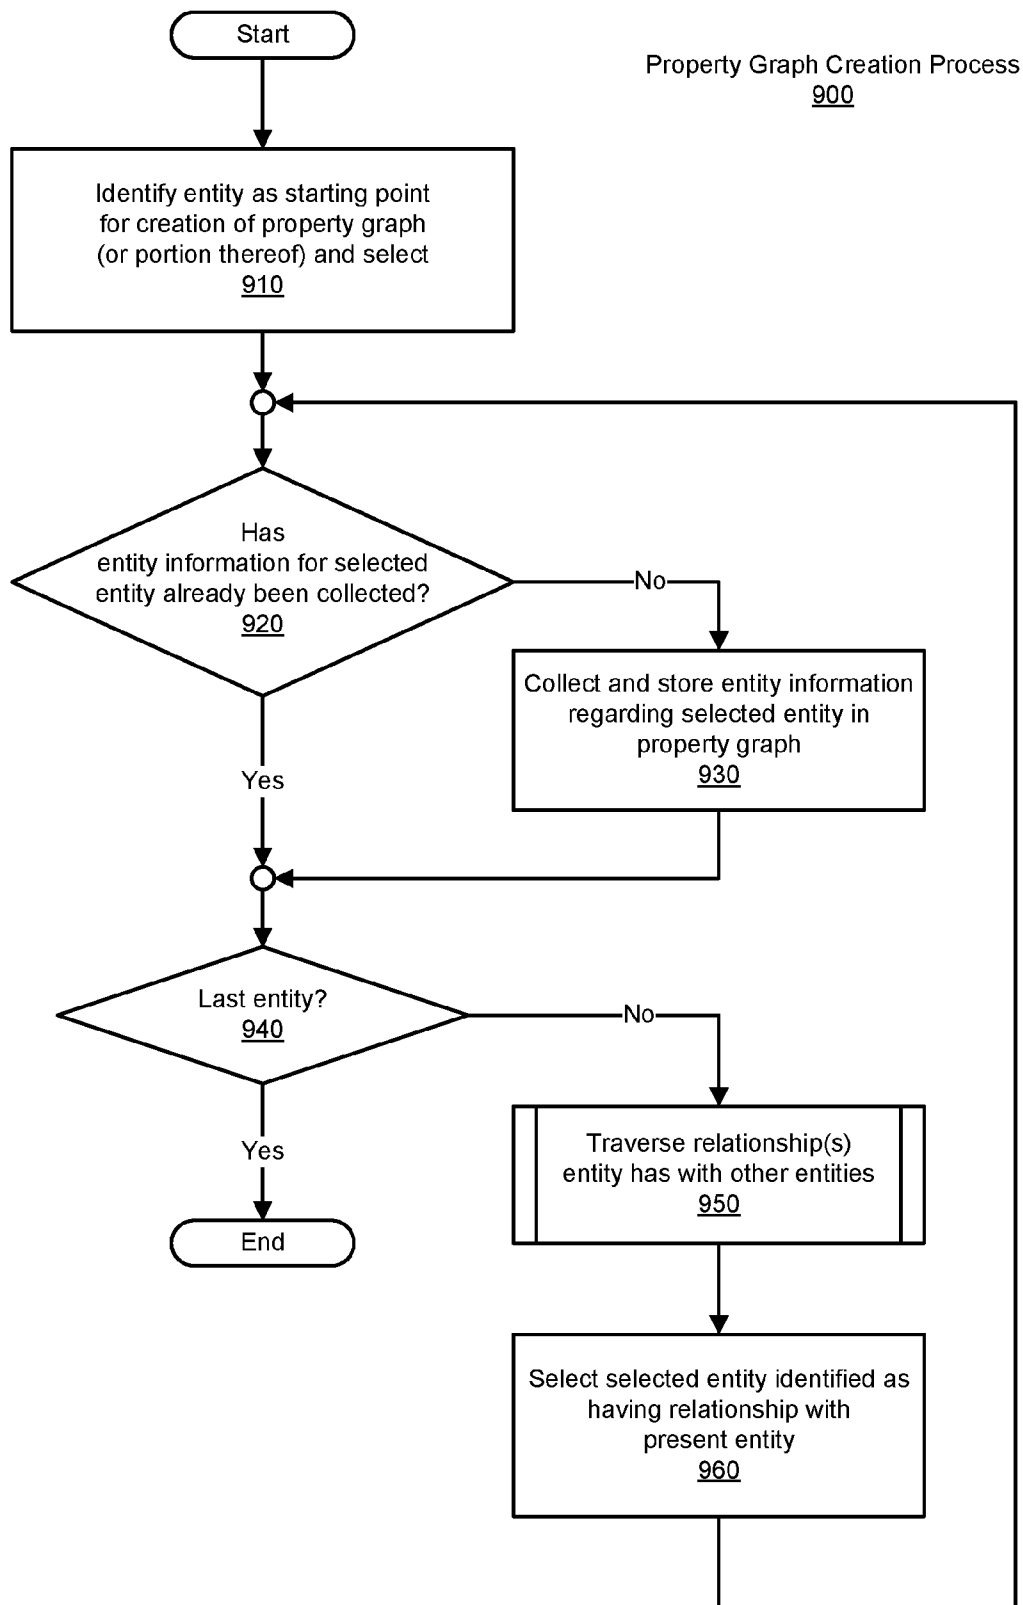 Start
Property Graph Creation Process
900
Identify entity as starting point
for creation of property graph
(or portion thereof) and select
910
Has
entity information for selected
entity already been collected?
920
No
Collect and store entity information
regarding selected entity in
property graph
930
Yes
Last entity?
940
No
Yes
Traverse relationship(s)
entity has with other entities
950
End
Select selected entity identified as
having relationship with
present entity
960